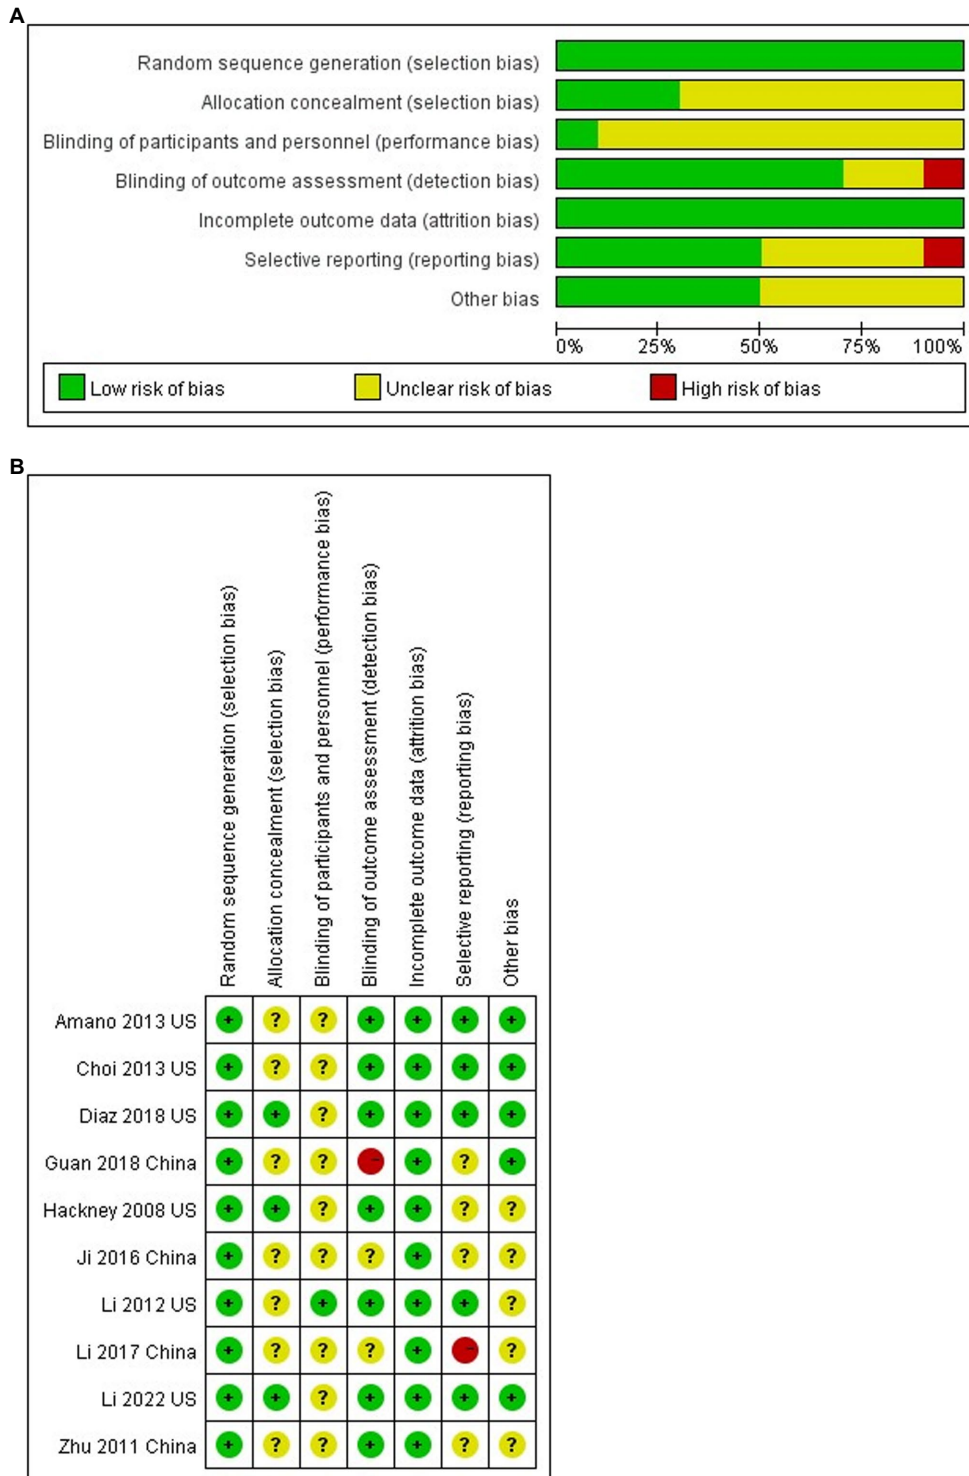 A
Random sequence generation (selection bias)
Allocation concealment (selection bias)
Blinding of participants and personnel (performance bias)
Blinding of outcome assessment (detection bias)
Incomplete outcome data (attrition bias)
Selective reporting (reporting bias)
Other bias
0% 25% 50% 75% 100%
Low risk of bias Unclear risk of bias High risk of bias
B
Random sequence generation (selection bias)
Allocation concealment (selection bias)
Blinding of participants and personnel (performance bias)
Blinding of outcome assessment (detection bias)
Incomplete outcome data (attrition bias)
Selective reporting (reporting bias)
Other bias
Amano 2013 US + ? ? + + + +
Choi 2013 US + ? ? + + + +
Diaz 2018 US + + ? + + + +
Guan 2018 China + ? ? - + ? +
Hackney 2008 US + + ? + + ? ?
Ji 2016 China + ? ? ? + ? ?
Li 2012 US + ? + + + + ?
Li 2017 China + ? ? ? + - ?
Li 2022 US + + ? + + + +
Zhu 2011 China + ? ? + + ? ?